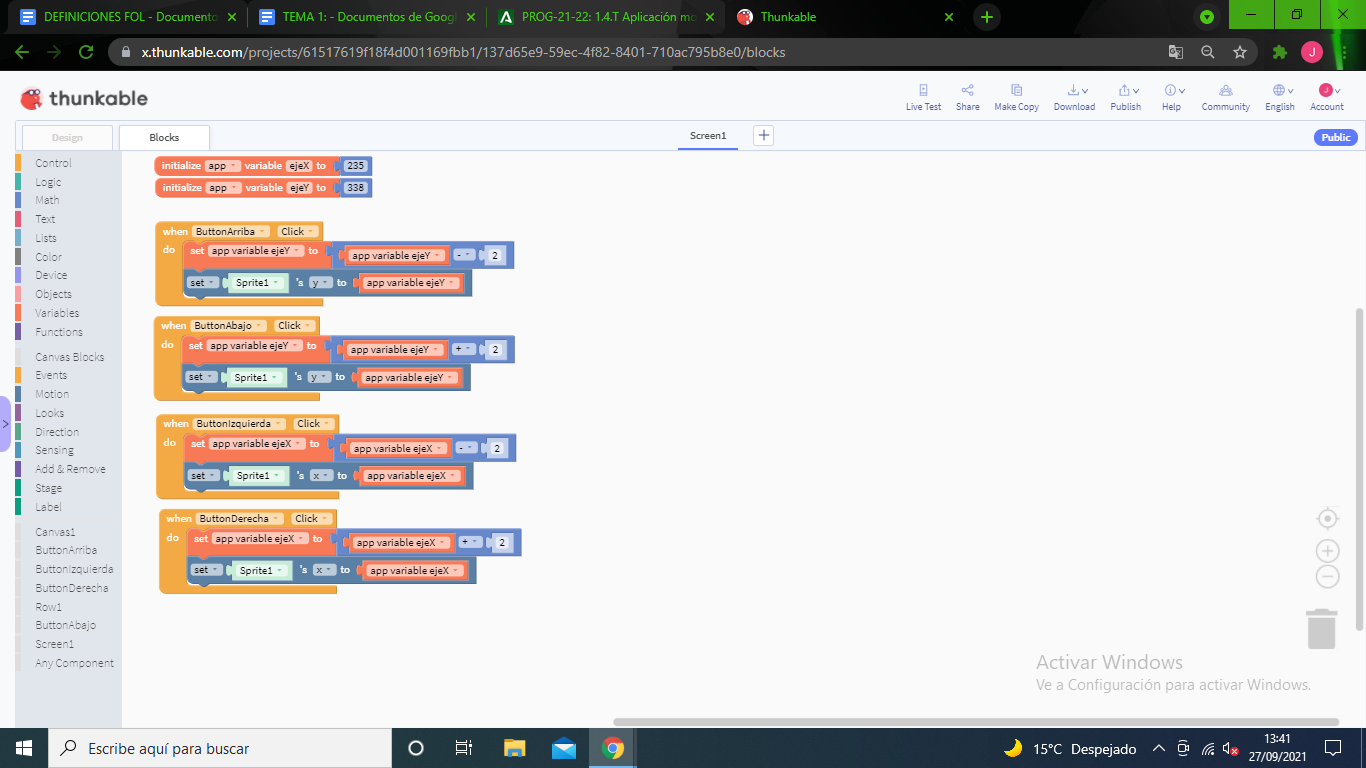 DEFINICIONES FOL - Documento
TEMA 1: - Documentos de Googl
PROG-21-22: 1.4.T Aplicación mo
Thunkable
x.thunkable.com/projects/61517619f18f4d001169fbb1/137d65e9-59ec-4f82-8401-710ac795b8e0/blocks
J
thunkable
Live Test
Share
Make Copy
Download
Publish
Help
Community
English
J
Account
Design
Blocks
Screen1
Public
Control
Logic
Math
Text
Lists
Color
Device
Objects
Variables
Functions
Canvas Blocks
Events
Motion
Looks
Direction
Sensing
Add & Remove
Stage
Label
Canvas1
ButtonArriba
ButtonIzquierda
ButtonDerecha
Row1
ButtonAbajo
Screen1
Any Component
initialize app variable ejeX to 235
initialize app variable ejeY to 338
when ButtonArriba Click
do set app variable ejeY to app variable ejeY - 2
set Sprite1 's y to app variable ejeY
when ButtonAbajo Click
do set app variable ejeY to app variable ejeY + 2
set Sprite1 's y to app variable ejeY
when ButtonIzquierda Click
do set app variable ejeX to app variable ejeX - 2
set Sprite1 's x to app variable ejeX
when ButtonDerecha Click
do set app variable ejeX to app variable ejeX + 2
set Sprite1 's x to app variable ejeX
Activar Windows
Ve a Configuración para activar Windows.
Escribe aquí para buscar
15°C Despejado
13:41
27/09/2021